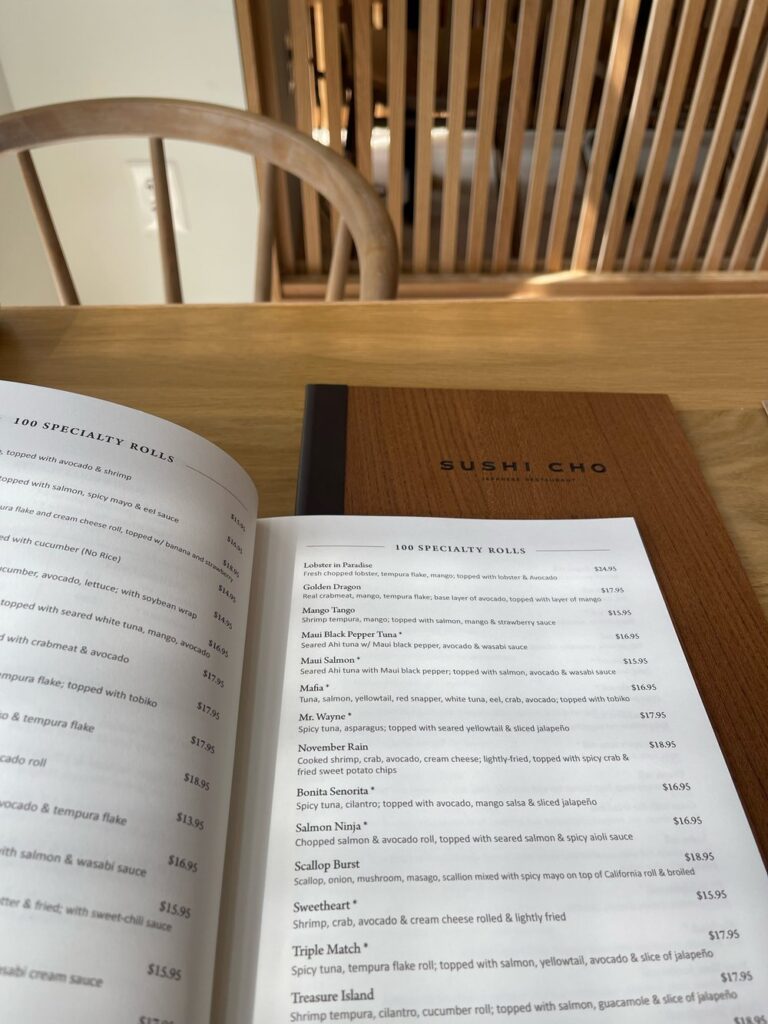 100 SPECIALTY ROLLS
topped with avocado & shrimp
topped with salmon, spicy mayo & eel sauce
flake and cream cheese roll, topped w/ banana and strawberry
$16.95
with cucumber (No Rice)
$18.95
avocado, lettuce; with soybean wrap
$14.95
topped with seared white tuna, mango, avocado
$14.95
with crabmeat & avocado
$16.95
flake; topped with tobiko
$17.95
& tempura flake
$17.95
roll
$17.95
& tempura flake
$18.95
with salmon & wasabi sauce
$13.95
& fried; with sweet-chili sauce
$16.95
cream sauce
$15.95
$15.95
SUSHI CHO
JAPANESE RESTAURANT
100 SPECIALTY ROLLS
Lobster in Paradise $24.95
Fresh chopped lobster, tempura flake, mango; topped with lobster & Avocado
Golden Dragon $17.95
Real crabmeat, mango, tempura flake; base layer of avocado, topped with layer of mango
Mango Tango $15.95
Shrimp tempura, mango; topped with salmon, mango & strawberry sauce
Maui Black Pepper Tuna * $16.95
Seared Ahi tuna w/ Maui black pepper, avocado & wasabi sauce
Maui Salmon * $15.95
Seared Ahi tuna with Maui black pepper; topped with salmon, avocado & wasabi sauce
Mafia * $16.95
Tuna, salmon, yellowtail, red snapper, white tuna, eel, crab, avocado; topped with tobiko
Mr. Wayne * $17.95
Spicy tuna, asparagus; topped with seared yellowtail & sliced jalapeño
November Rain $18.95
Cooked shrimp, crab, avocado, cream cheese; lightly-fried, topped with spicy crab &
fried sweet potato chips
Bonita Senorita * $16.95
Spicy tuna, cilantro; topped with avocado, mango salsa & sliced jalapeño
Salmon Ninja * $16.95
Chopped salmon & avocado roll, topped with seared salmon & spicy aioli sauce
Scallop Burst $18.95
Scallop, onion, mushroom, masago, scallion mixed with spicy mayo on top of California roll & broiled
Sweetheart * $15.95
Shrimp, crab, avocado & cream cheese rolled & lightly fried
Triple Match * $17.95
Spicy tuna, tempura flake roll; topped with salmon, yellowtail, avocado & slice of jalapeño
Treasure Island $17.95
Shrimp tempura, cilantro, cucumber roll; topped with salmon, guacamole & slice of jalapeño
$18.95